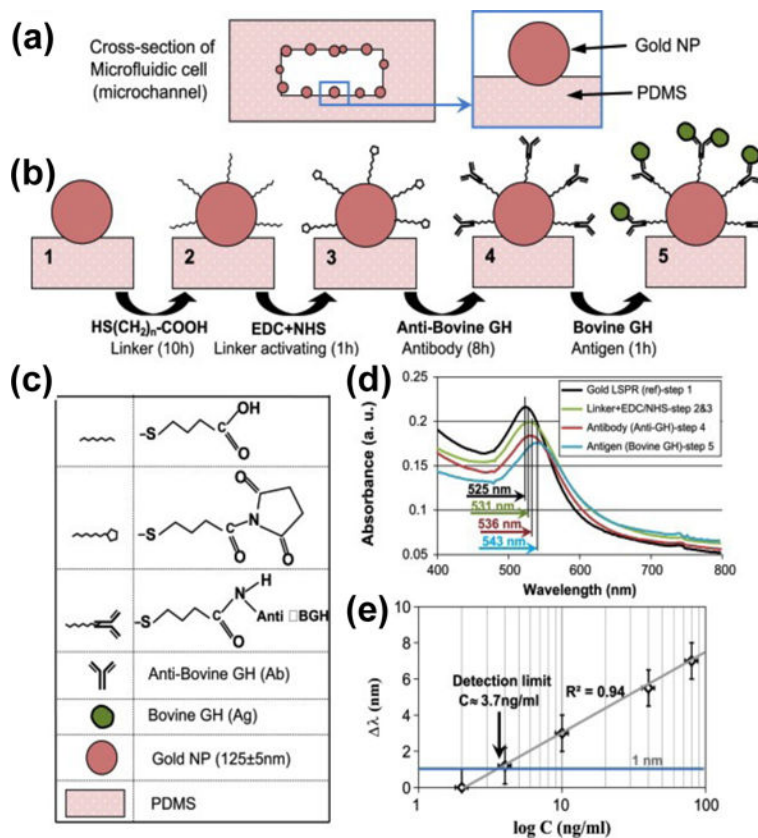 (a)
Cross-section of
Microfluidic cell
(microchannel)
Gold NP
PDMS
(b)
1
2
3
4
5
HS(CH2)n-COOH
Linker (10h)
EDC+NHS
Linker activating (1h)
Anti-Bovine GH
Antibody (8h)
Bovine GH
Antigen (1h)
(c)
–S
OH
C
O
–S
C
O
N
O
O
–S
C
O
N
H
Anti □BGH
Anti-Bovine GH (Ab)
Bovine GH (Ag)
Gold NP (125±5nm)
PDMS
(d)
Absorbance (a. u.)
0.25
0.2
0.15
0.1
0.05
Gold LSPR (ref)-step 1
Linker+EDC/NHS-step 2&3
Antibody (Anti-GH)-step 4
Antigen (Bovine GH)-step 5
525 nm
531 nm
536 nm
543 nm
400 500 600 700 800
Wavelength (nm)
(e)
Δλ (nm)
10
8
6
4
2
0
Detection limit
C≈ 3.7ng/ml
R² = 0.94
1 nm
1 10 100
log C (ng/ml)